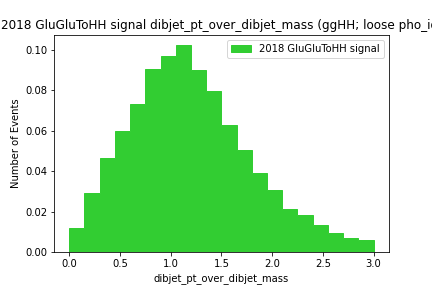 2018 GluGluToHH signal dibjet_pt_over_dibjet_mass (ggHH; loose pho_i
2018 GluGluToHH signal
Number of Events
0.10
0.08
0.06
0.04
0.02
0.00
0.0 0.5 1.0 1.5 2.0 2.5 3.0
dibjet_pt_over_dibjet_mass